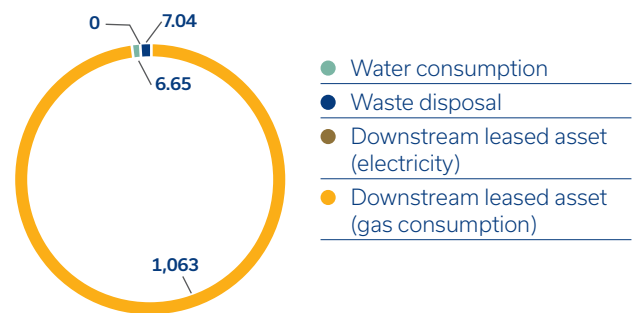 0
7.04
6.65
1,063
Water consumption
Waste disposal
Downstream leased asset
(electricity)
Downstream leased asset
(gas consumption)